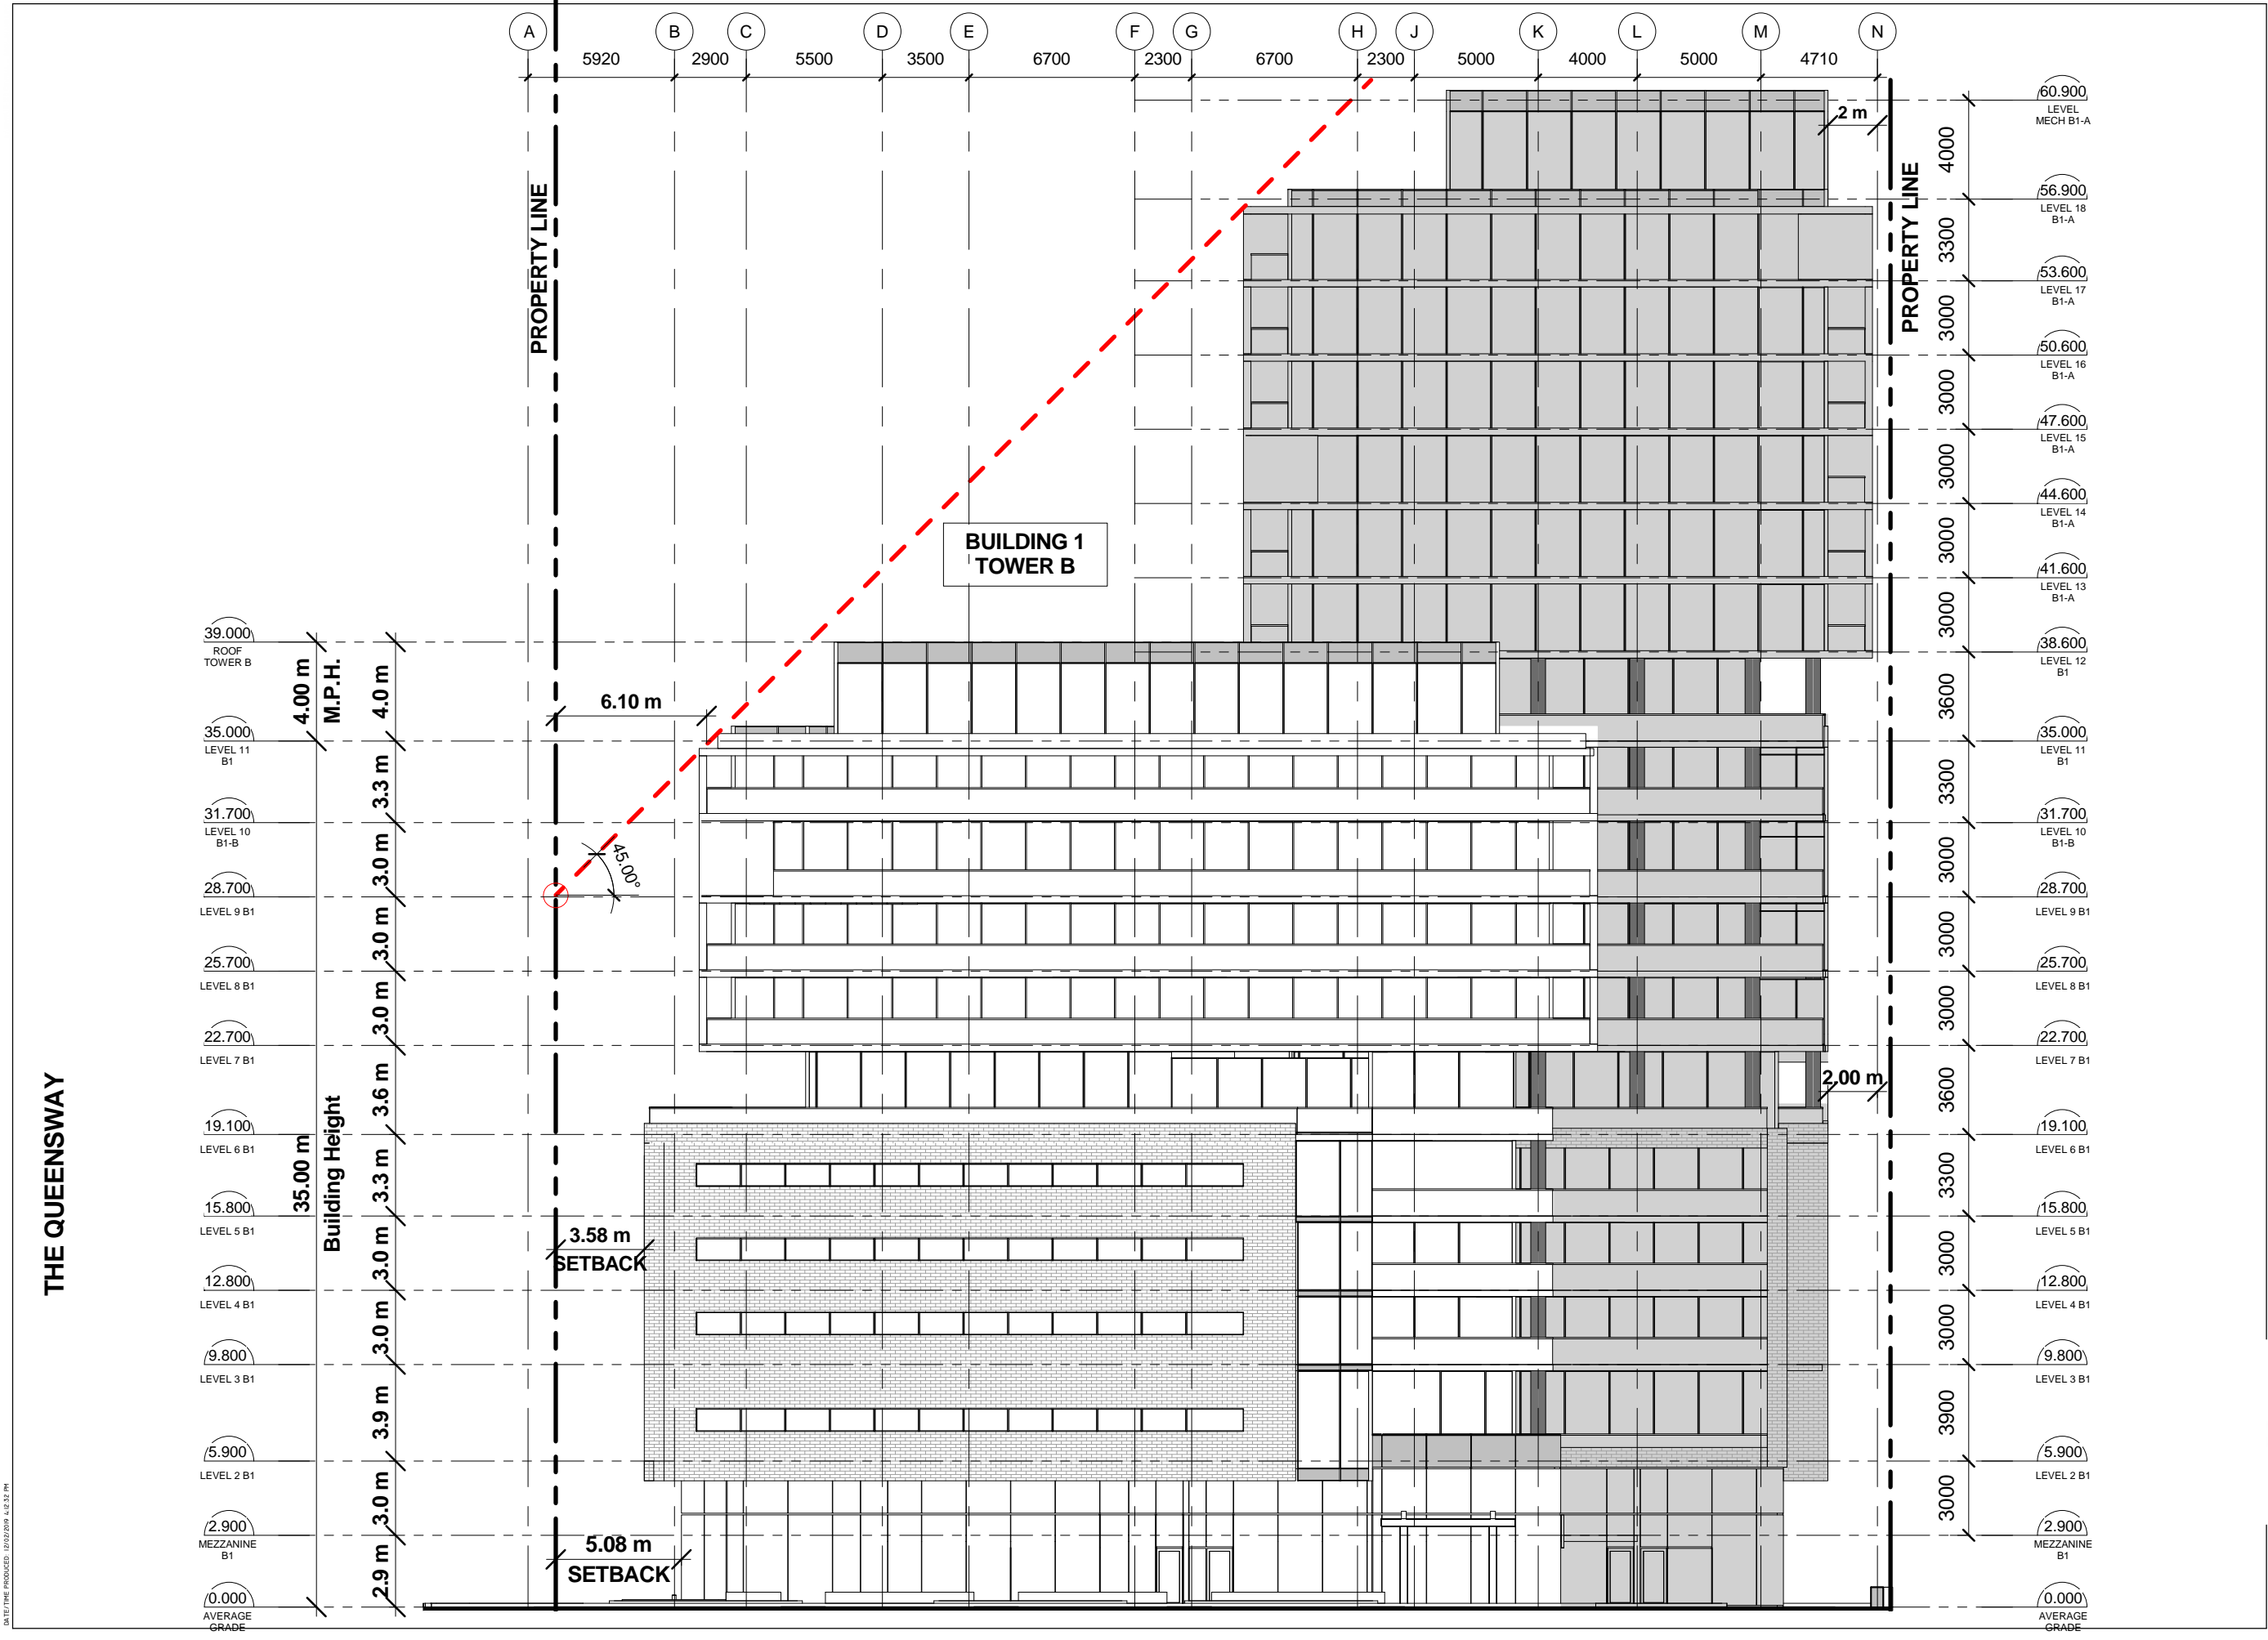 A B C D E F G H J K L M N
5920 2900 5500 3500 6700 2300 6700 2300 5000 4000 5000 4710
PROPERTY LINE
PROPERTY LINE
2 m
BUILDING 1
TOWER B
6.10 m
45.00°
3.58 m
SETBACK
5.08 m
SETBACK
2.00 m
THE QUEENSWAY
39.000
ROOF
TOWER B
35.000
LEVEL 11
B1
31.700
LEVEL 10
B1-B
28.700
LEVEL 9 B1
25.700
LEVEL 8 B1
22.700
LEVEL 7 B1
19.100
LEVEL 6 B1
15.800
LEVEL 5 B1
12.800
LEVEL 4 B1
9.800
LEVEL 3 B1
5.900
LEVEL 2 B1
2.900
MEZZANINE
B1
0.000
AVERAGE
GRADE
4.00 m
M.P.H.
35.00 m
Building Height
4.0 m
3.3 m
3.0 m
3.0 m
3.0 m
3.6 m
3.3 m
3.0 m
3.0 m
3.9 m
3.0 m
2.9 m
4000
3300
3000
3000
3000
3000
3000
3600
3300
3000
3000
3000
3600
3300
3000
3000
3900
3000
60.900
LEVEL
MECH B1-A
56.900
LEVEL 18
B1-A
53.600
LEVEL 17
B1-A
50.600
LEVEL 16
B1-A
47.600
LEVEL 15
B1-A
44.600
LEVEL 14
B1-A
41.600
LEVEL 13
B1-A
38.600
LEVEL 12
B1
35.000
LEVEL 11
B1
31.700
LEVEL 10
B1-B
28.700
LEVEL 9 B1
25.700
LEVEL 8 B1
22.700
LEVEL 7 B1
19.100
LEVEL 6 B1
15.800
LEVEL 5 B1
12.800
LEVEL 4 B1
9.800
LEVEL 3 B1
5.900
LEVEL 2 B1
2.900
MEZZANINE
B1
0.000
AVERAGE
GRADE
DATE/TIME PRODUCED: 12/02/2019 4:12:32 PM